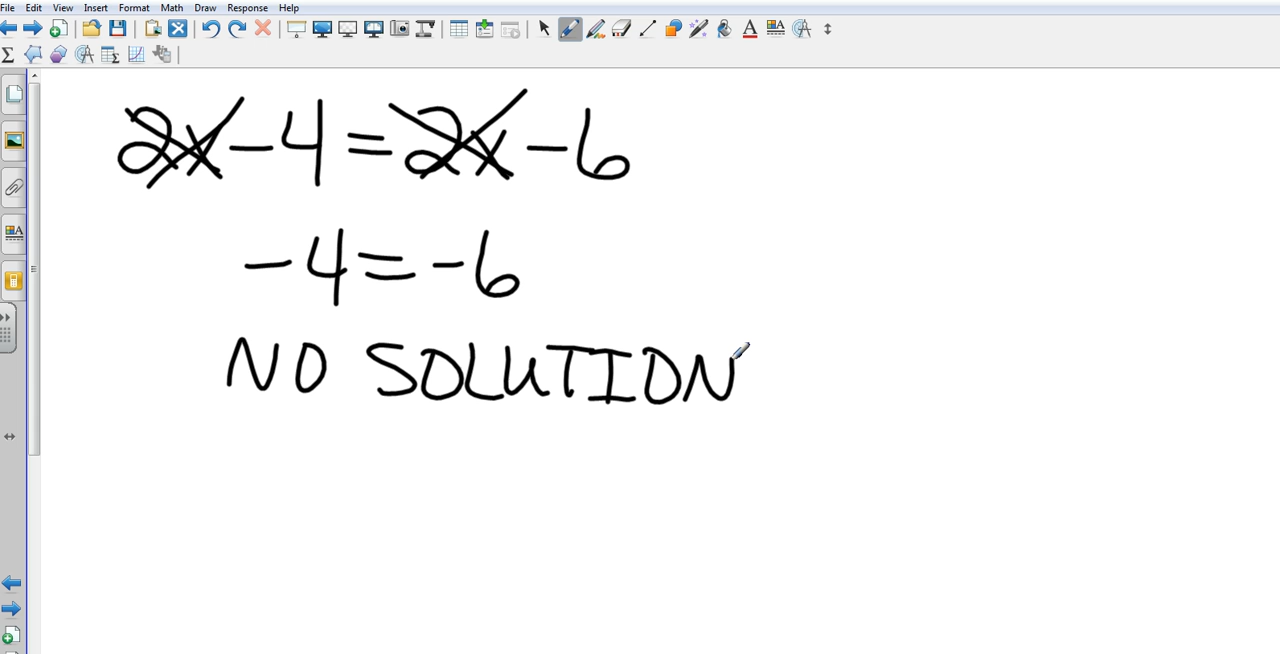 File Edit View Insert Format Math Draw Response Help
2x - 4 = 2x - 6
-4 = -6
NO SOLUTION